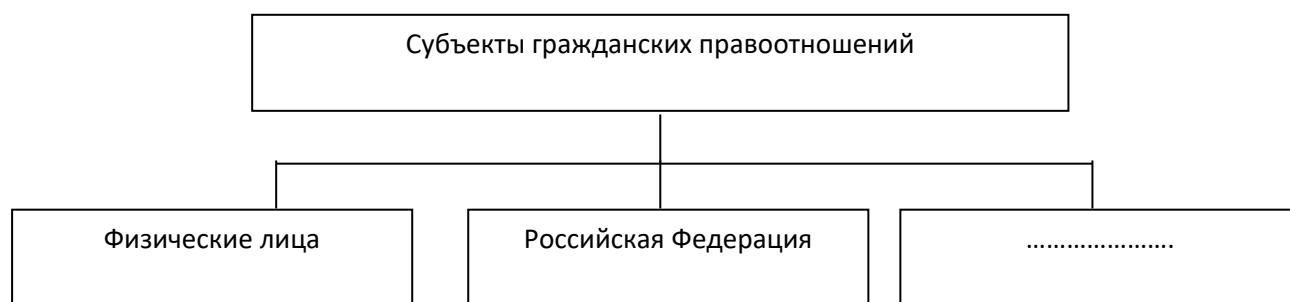 Субъекты гражданских правоотношений
Физические лица
Российская Федерация
………………….